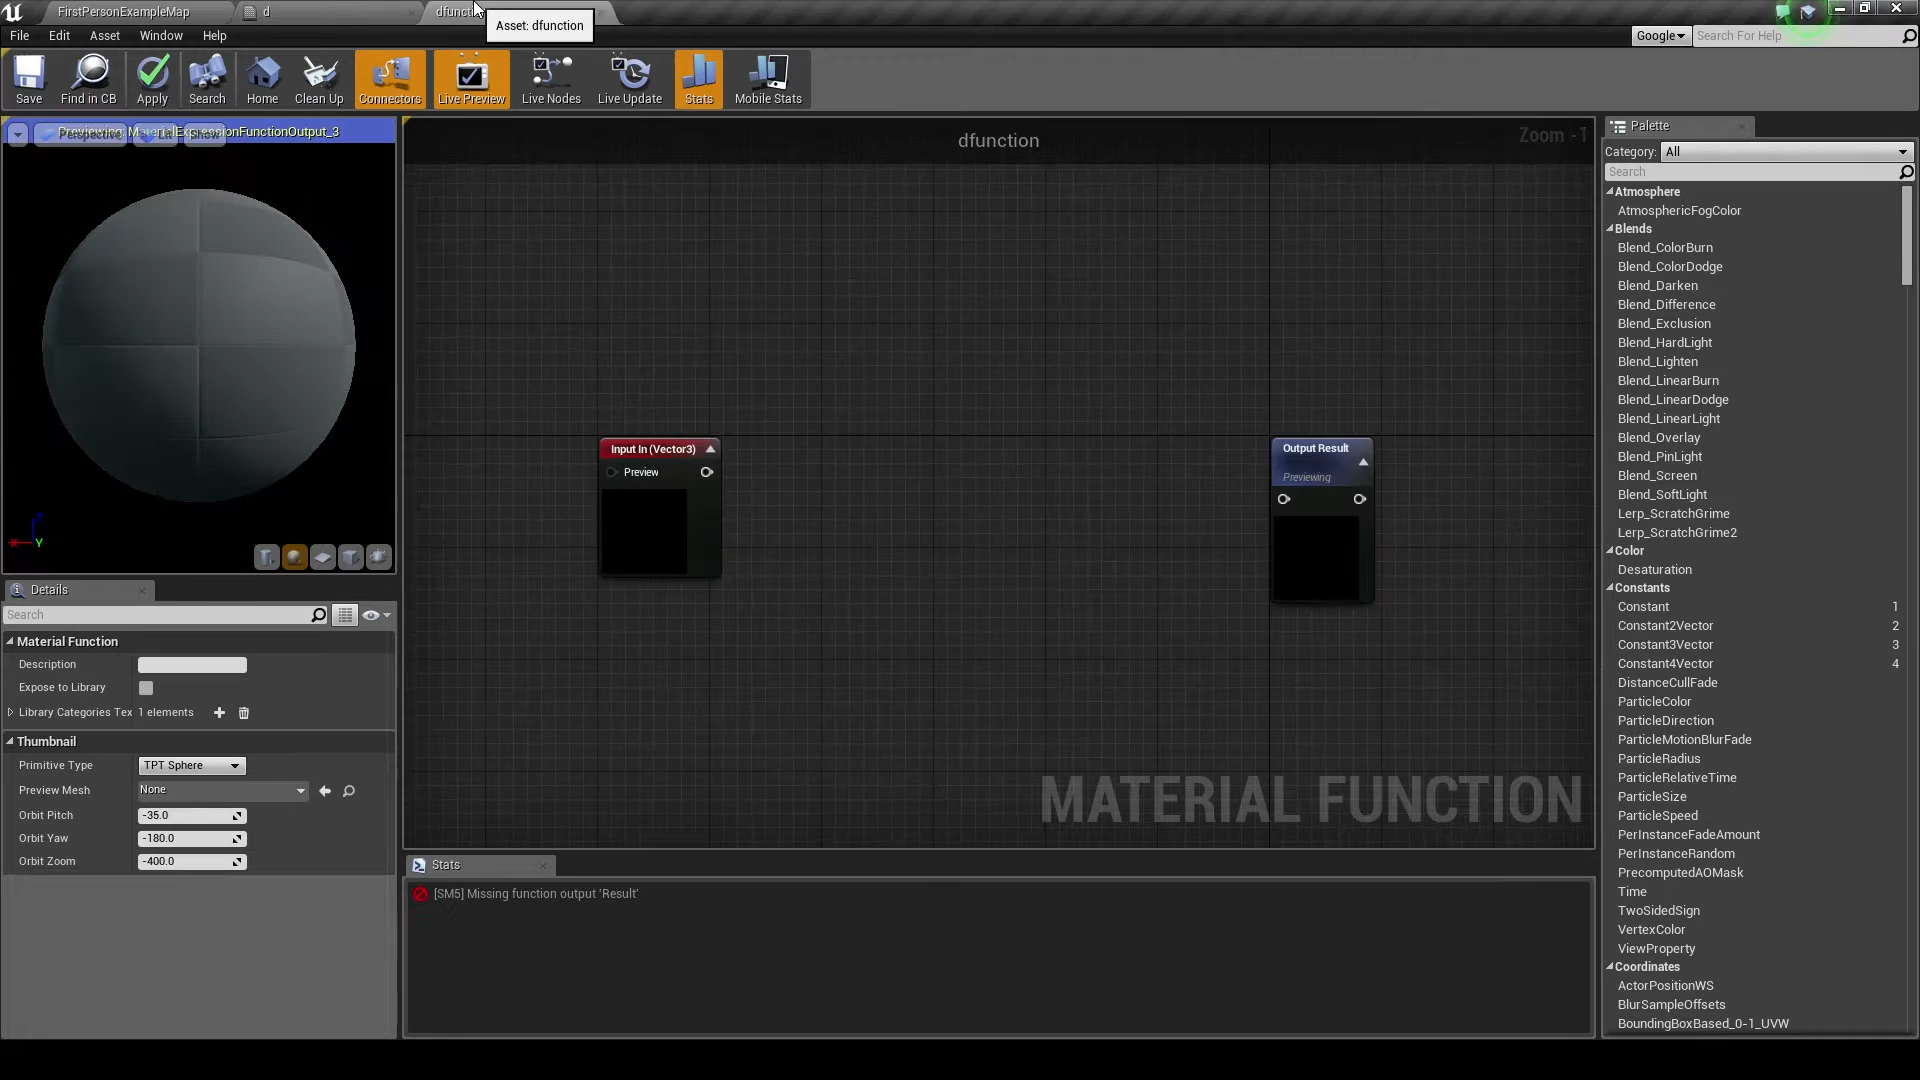 FirstPersonExampleMap
d
dfuncti
Asset: dfunction
File Edit Asset Window Help
Google
Search For Help
Save
Find in CB
Apply
Search
Home
Clean Up
Connectors
Live Preview
Live Nodes
Live Update
Stats
Mobile Stats
Previewing: MaterialExpressionFunctionOutput_3
Perspective
Lit
Show
Z
X
Y
dfunction
Zoom -1
Input In (Vector3)
Preview
Output Result
Previewing
MATERIAL FUNCTION
Details
Search
Material Function
Description
Expose to Library
Library Categories Tex 1 elements
Thumbnail
Primitive Type TPT Sphere
Preview Mesh None
Orbit Pitch -35.0
Orbit Yaw -180.0
Orbit Zoom -400.0
Stats
[SM5] Missing function output 'Result'
Palette
Category: All
Search
Atmosphere
AtmosphericFogColor
Blends
Blend_ColorBurn
Blend_ColorDodge
Blend_Darken
Blend_Difference
Blend_Exclusion
Blend_HardLight
Blend_Lighten
Blend_LinearBurn
Blend_LinearDodge
Blend_LinearLight
Blend_Overlay
Blend_PinLight
Blend_Screen
Blend_SoftLight
Lerp_ScratchGrime
Lerp_ScratchGrime2
Color
Desaturation
Constants
Constant 1
Constant2Vector 2
Constant3Vector 3
Constant4Vector 4
DistanceCullFade
ParticleColor
ParticleDirection
ParticleMotionBlurFade
ParticleRadius
ParticleRelativeTime
ParticleSize
ParticleSpeed
PerInstanceFadeAmount
PerInstanceRandom
PrecomputedAOMask
Time
TwoSidedSign
VertexColor
ViewProperty
Coordinates
ActorPositionWS
BlurSampleOffsets
BoundingBoxBased_0-1_UVW